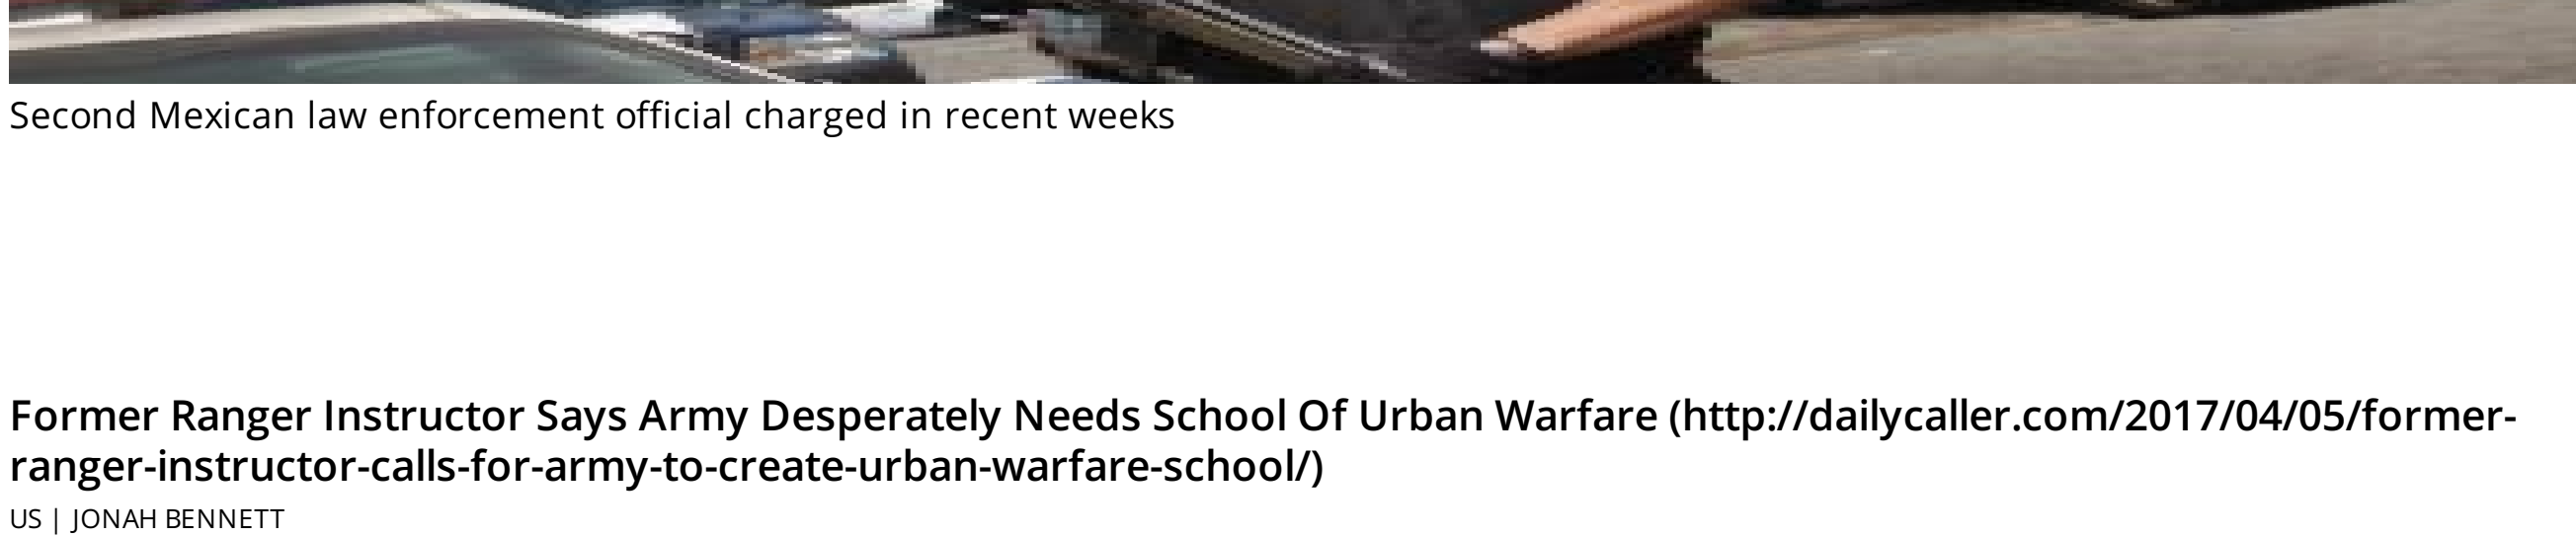 Second Mexican law enforcement official charged in recent weeks
Former Ranger Instructor Says Army Desperately Needs School Of Urban Warfare (http://dailycaller.com/2017/04/05/former-
ranger-instructor-calls-for-army-to-create-urban-warfare-school/)
US | JONAH BENNETT